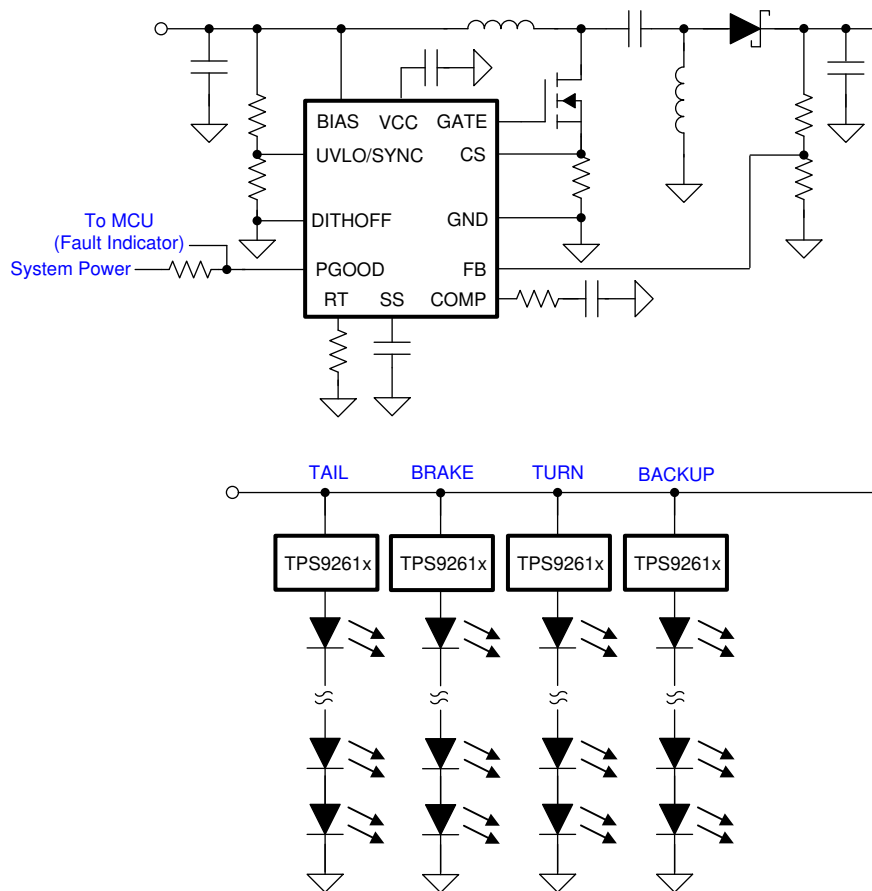 BIAS
VCC
GATE
UVLO/SYNC
CS
DITHOFF
GND
To MCU
(Fault Indicator)
System Power
PGOOD
FB
RT
SS
COMP
TAIL
BRAKE
TURN
BACKUP
TPS9261x
TPS9261x
TPS9261x
TPS9261x